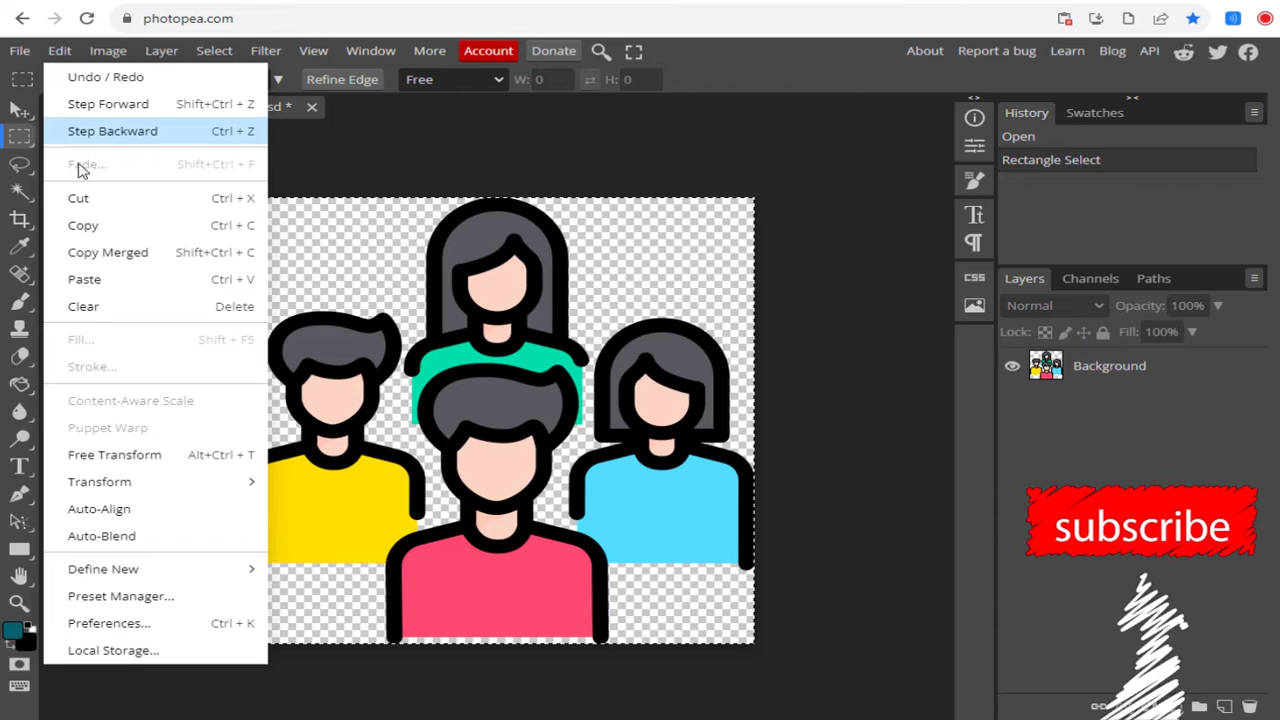 photopea.com
File Edit Image Layer Select Filter View Window More Account Donate About Report a bug Learn Blog API
Refine Edge Free W: 0 H: 0
sd *
Undo / Redo
Step Forward Shift+Ctrl + Z
Step Backward Ctrl + Z
Fade... Shift+Ctrl + F
Cut Ctrl + X
Copy Ctrl + C
Copy Merged Shift+Ctrl + C
Paste Ctrl + V
Clear Delete
Fill... Shift + F5
Stroke...
Content-Aware Scale
Puppet Warp
Free Transform Alt+Ctrl + T
Transform
Auto-Align
Auto-Blend
Define New
Preset Manager...
Preferences... Ctrl + K
Local Storage...
CSS
History Swatches
Open
Rectangle Select
Layers Channels Paths
Normal Opacity: 100%
Lock: Fill: 100%
Background
subscribe